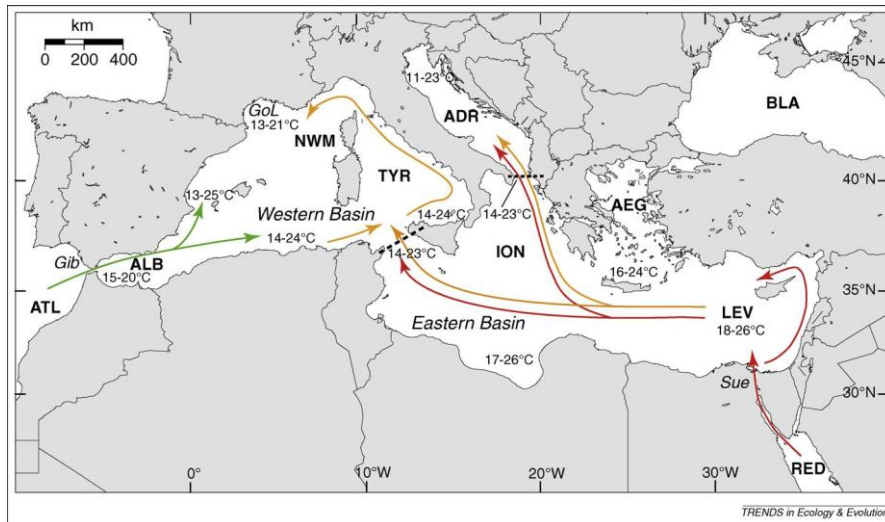 km
0 200 400
45°N
11-23°C
BLA
GoL
13-21°C
ADR
NWM
TYR
40°N
13-25°C
AEG
14-23°C
14-24°C
Western Basin
14-24°C
14-23°C
ION
Gib
ALB
15-20°C
16-24°C
ATL
35°N
LEV
18-26°C
Eastern Basin
17-26°C
Sue
30°N
RED
0°
10°W
20°W
30°W
TRENDS in Ecology & Evolution